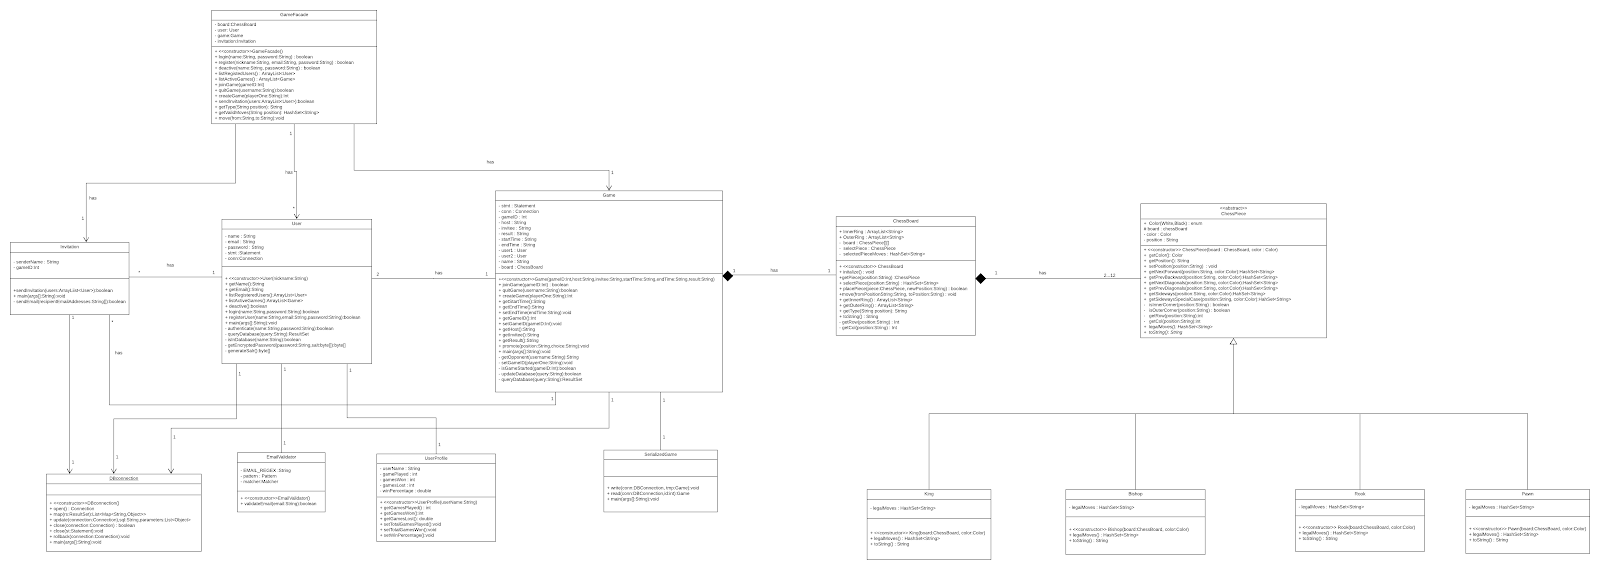 GameFacade
- board:ChessBoard
- user: User
- game:Game
- invitation:Invitation
+ <<constructor>>GameFacade()
+ login(name:String, password:String) : boolean
+ register(nickname:String, email:String, password:String) : boolean
+ deactive(name:String, password:String) : boolean
+ listRegistedUsers() : ArrayList<User>
+ listActiveGames() : ArrayList<Game>
+ joinGame(gameID:Int)
+ quitGame(username:String):boolean
+ createGame(playerOne:String):int
+ sendInvitation(users:ArrayList<User>):boolean
+ getType(String position): String
+ getValidMoves(String position): HashSet<String>
+ move(from:String,to:String):void
1
has
has
1
has
1
*
Invitation
- senderName : String
- gameID:Int
+sendInvitation(users:ArrayList<User>):boolean
+ main(args[]:String):void
- sendEmail(recipientEmailAddresses:String[]):boolean
*
has
1
User
- name : String
- email : String
- password : String
- stmt :Statement
- conn:Connection
+ <<constructor>>User(nickname:String)
+ getName():String
+ getEmail():String
+ listRegistedUsers():ArrayList<User>
+ listActiveGames():ArrayList<Game>
+ deactive():boolean
+ login(name:String,password:String):boolean
+ registerUser(name:String,email:String,password:String):boolean
+ main(args[]:String):void
- authenticate(name:String,password:String):boolean
- queryDatabase(query:String):ResultSet
- isInDatabase(name:String):boolean
- getEncryptedPassword(password:String,salt:byte[]):byte[]
- generateSalt():byte[]
2
has
1
Game
- stmt : Statement
- conn : Connection
- gameID : Int
- host : String
- invitee : String
- result : String
- startTime : String
- endTime : String
- user1 : User
- user2 : User
- name : String
- board : ChessBoard
+<<constructor>>Game(gameID:Int,host:String,invitee:String,startTime:String,endTime:String,result:String)
+ joinGame(gameID:Int) : boolean
+ quitGame(username:String):boolean
+ createGame(playerOne:String):int
+ getStartTime():String
+ getEndTime():String
+ setEndTime(endTime:String):void
+ getGameID():Int
+ setGameID(gameID:Int):void
+ getHost():String
+ getInvitee():String
+ getResult():String
+ promote(position:String,choice:String):void
+ main(args[]:String):void
- getOpponent(username:String):String
- setGameID(playerOne:String):void
- isGameStarted(gameID:Int):boolean
- updateDatabase(query:String):boolean
- queryDatabase(query:String):ResultSet
1
has
1
ChessBoard
+ InnerRing : ArrayList<String>
+ OuterRing : ArrayList<String>
- board : ChessPiece[][]
- selectPiece : ChessPiece
- selectedPieceMoves : HashSet<String>
+ <<constructor>> ChessBoard
+ initialize() : void
+getPiece(position:String): ChessPiece
+ selectPiece(position:String) : HashSet<String>
+ placePiece(piece:ChessPiece, newPosition:String) : boolean
+move(fromPosition:String, toPosition:String) : void
+ getInnerRing() : ArrayList<String>
+ getOuterRing() : ArrayList<String>
+ getType(String position) : String
+ toString() : String
- getRow(position:String) : Int
- getCol(position:String) : Int
1
has
2...12
<<abstract>>
ChessPiece
+ Color(White,Black) : enum
# board : chessBoard
- color : Color
- position : String
+ <<constructor>> ChessPiece(board : ChessBoard, color : Color)
+ getColor(): Color
+ getPosition(): String
+ setPosition(position:String) : void
+ getNextForward(position:String, color:Color):HashSet<String>
+ getPrevBackward(position:String, color:Color):HashSet<String>
+ getNextDiagonals(position:String, color:Color):HashSet<String>
+ getPrevDiagonals(position:String, color:Color):HashSet<String>
+ getSideways(position:String, color:Color):HashSet<String>
+ getSidewaysSpecialCase(position:String, color:Color):HashSet<String>
- isInnerCorner(position:String) : boolean
- isOuterCorner(position:String) : boolean
- getRow(position:String):int
- getCol(position:String):int
+ legalMoves(): HashSet<String>
+ toString(): String
1
*
has
1
1
1
1
1
1
1
1
1
1
1
1
DBconnection
+ <<constructor>>DBconnection()
+ open() : Connection
+ map(rs:ResultSet):List<Map<String,Object>>
+ update(connection:Connection),sql:String,parameters:List<Object>
+ close(connection:Connection) : boolean
+ close(st:Statement):void
+ rollback(connection:Connection):void
+ main(args[]:String):void
EmailValidator
- EMAIL_REGEX: String
- pattern : Pattern
- matcher:Matcher
+ <<constructor>>EmailValidator()
+ validateEmail(email:String):boolean
UserProfile
- userName : String
- gamePlayed : int
- gamesWon : int
- gamesLost : int
- winPercentage : double
+ <<constructor>>UserProfile(userName:String)
+ getGamesPlayed() : int
+ getGamesWon():int
+ getGamesLost() : double
+ setTotalGamesPlayed():void
+ setTotalGamesWon():void
+ setWinPercentage():void
SerializedGame
+ write(conn:DBConnection, tmp:Game):void
+ read(conn:DBConnection,id:int):Game
+ main(args[]:String):void
King
- legalMoves : HashSet<String>
+ <<constructor>> King(board:ChessBoard, color:Color)
+ legalMoves() : HashSet<String>
+ toString() : String
Bishop
- legalMoves : HashSet<String>
+ <<constructor>> Bishop(board:ChessBoard, color:Color)
+ legalMoves() : HashSet<String>
+ toString() : String
Rook
- legalMoves : HashSet<String>
+ <<constructor>> Rook(board:ChessBoard, color:Color)
+ legalMoves() : HashSet<String>
+ toString() : String
Pawn
- legalMoves : HashSet<String>
+ <<constructor>> Pawn(board:ChessBoard, color:Color)
+ legalMoves() : HashSet<String>
+ toString() : String